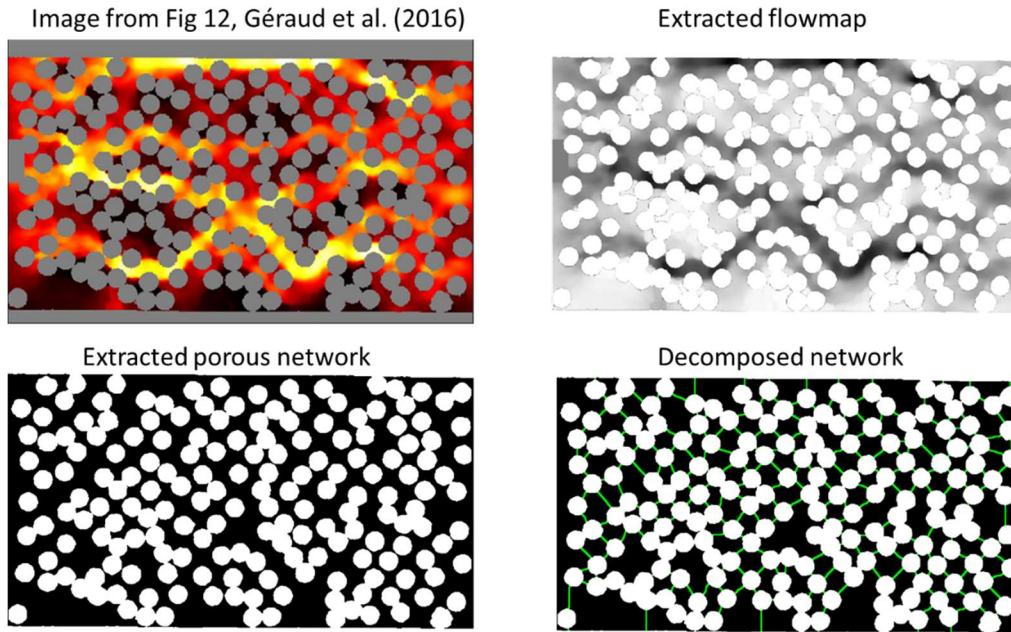 Image from Fig 12, Géraud et al. (2016)
Extracted flowmap
Extracted porous network
Decomposed network